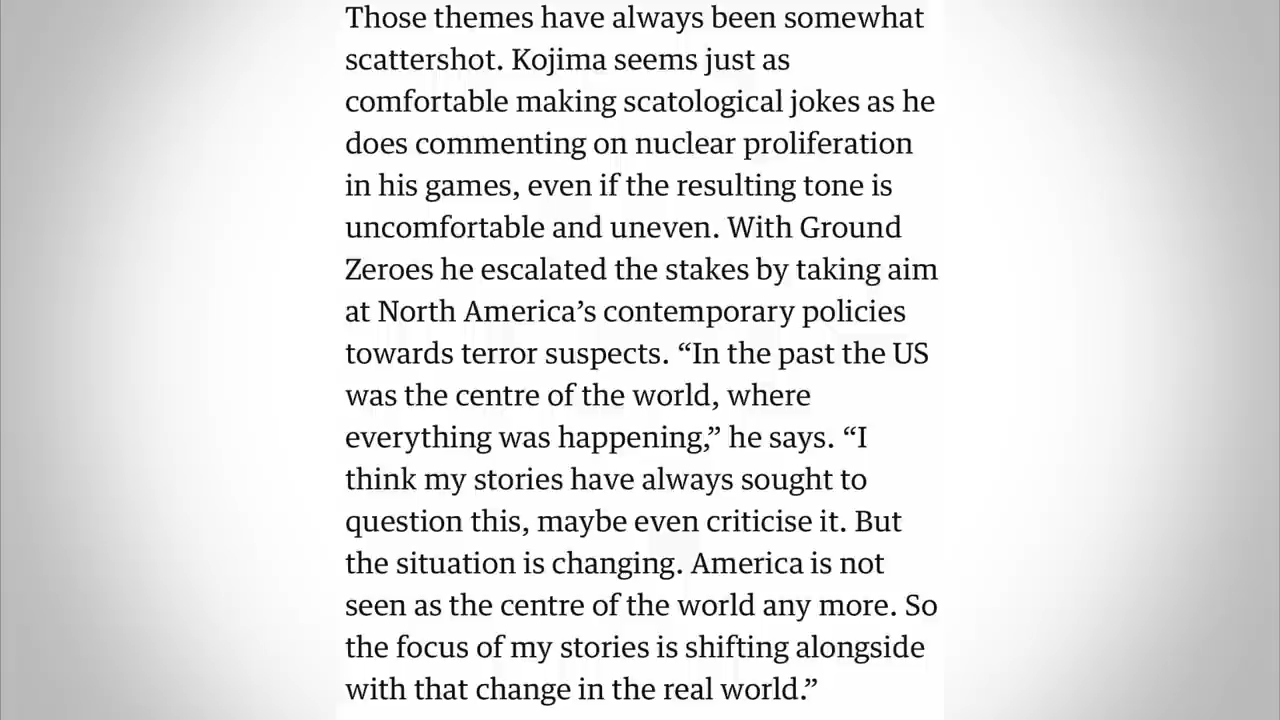 Those themes have always been somewhat
scattershot. Kojima seems just as
comfortable making scatological jokes as he
does commenting on nuclear proliferation
in his games, even if the resulting tone is
uncomfortable and uneven. With Ground
Zeroes he escalated the stakes by taking aim
at North America’s contemporary policies
towards terror suspects. “In the past the US
was the centre of the world, where
everything was happening,” he says. “I
think my stories have always sought to
question this, maybe even criticise it. But
the situation is changing. America is not
seen as the centre of the world any more. So
the focus of my stories is shifting alongside
with that change in the real world.”